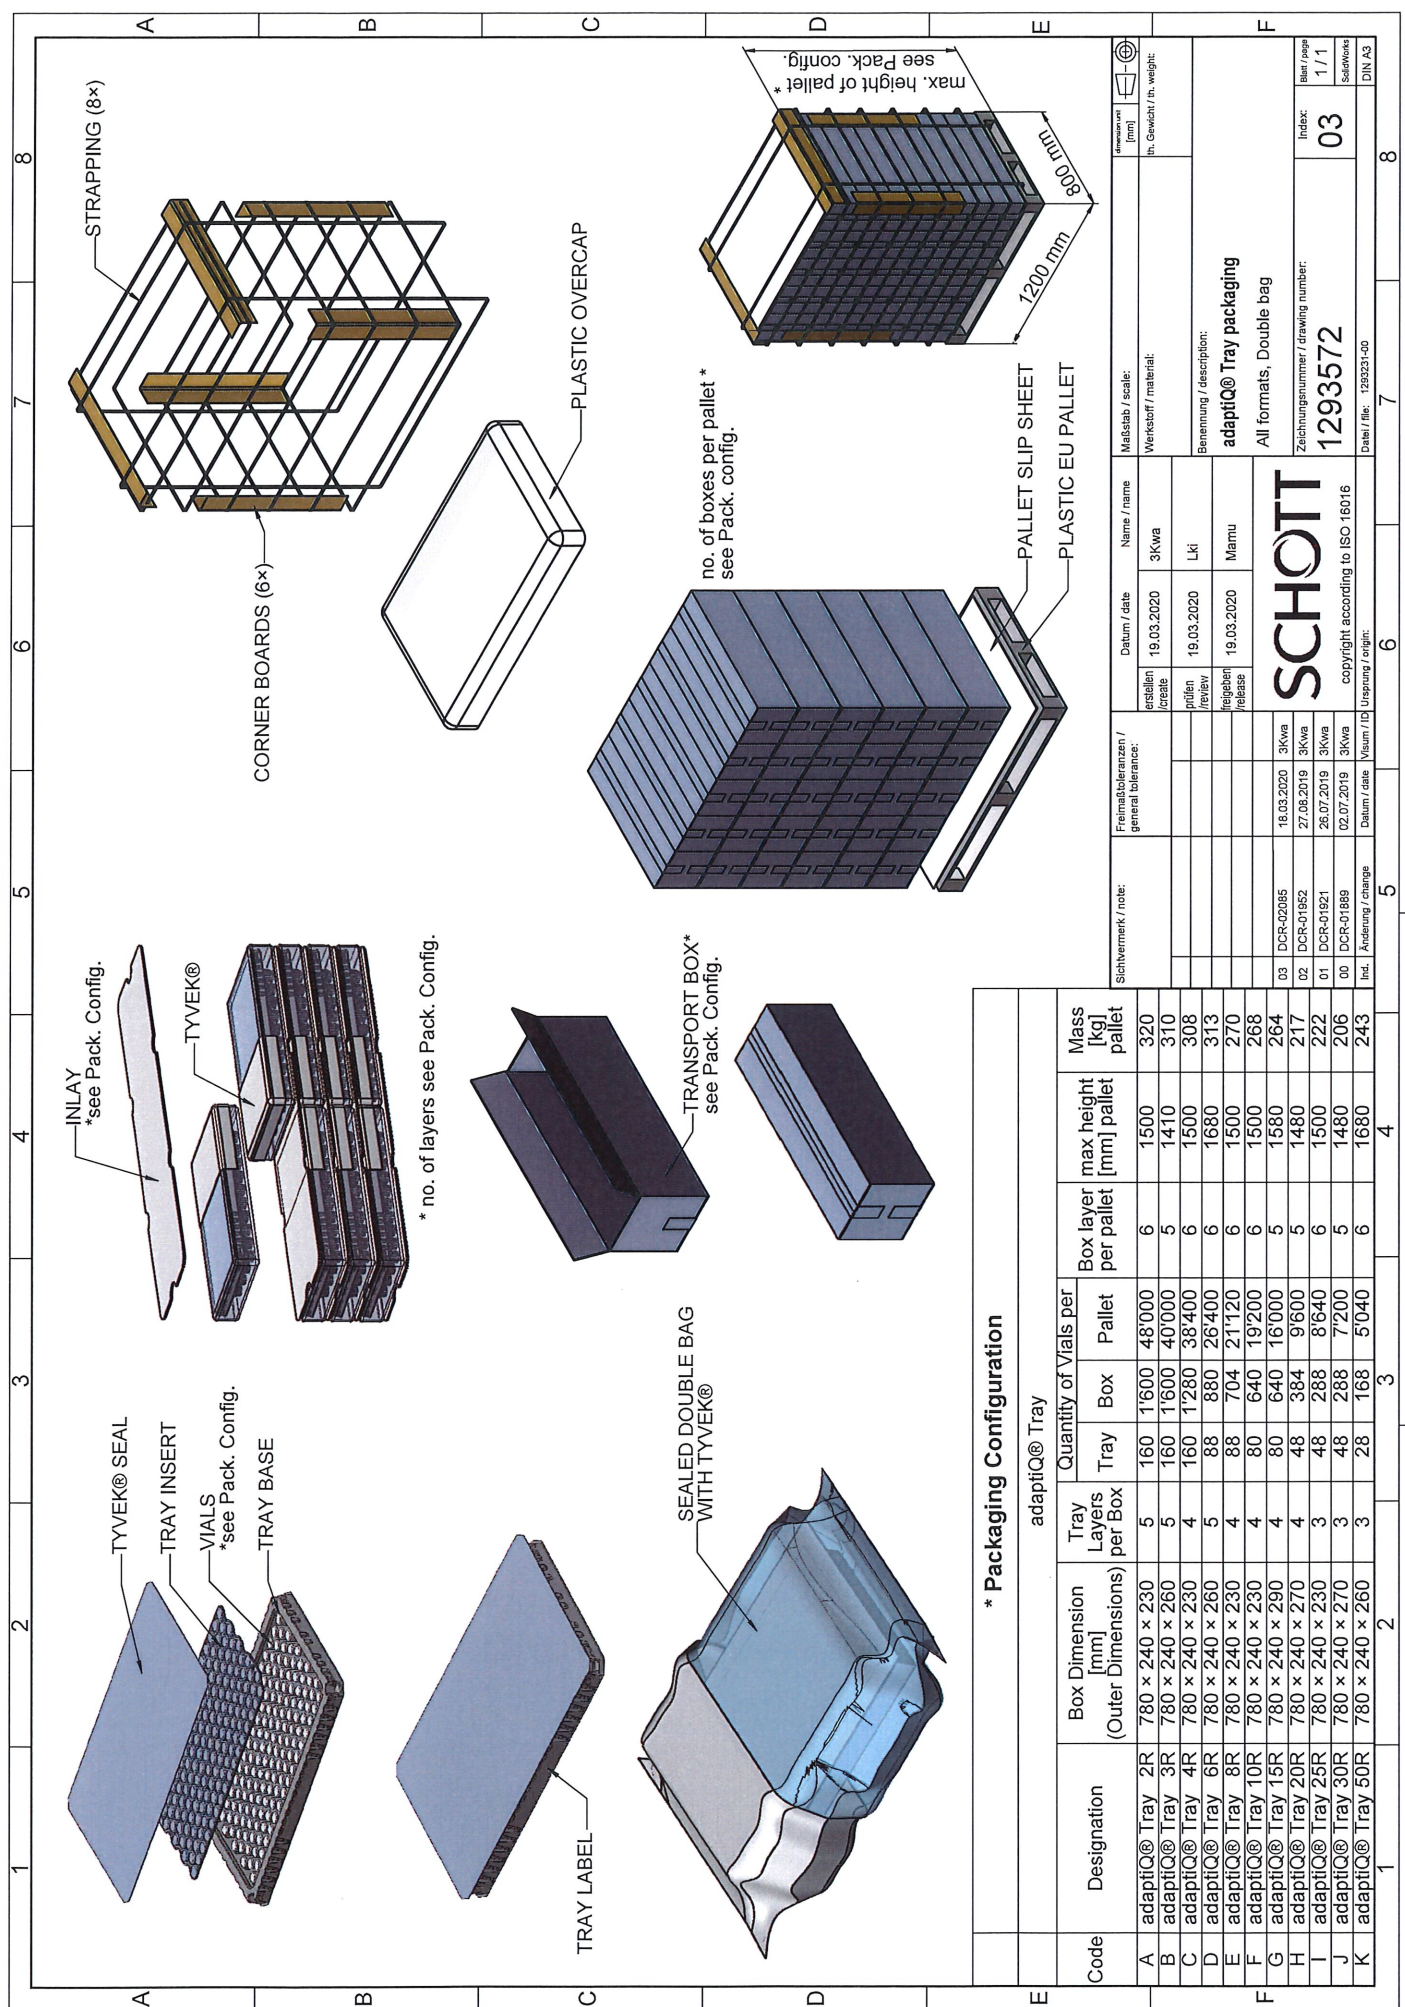 1 2 3 4 5 6 7 8
A
B
C
D
E
F
TYVEK® SEAL
TRAY INSERT
VIALS
*see Pack. Config.
TRAY BASE
INLAY
*see Pack. Config.
TYVEK®
* no. of layers see Pack. Config.
STRAPPING (8×)
CORNER BOARDS (6×)
PLASTIC OVERCAP
TRAY LABEL
SEALED DOUBLE BAG
WITH TYVEK®
TRANSPORT BOX*
see Pack. Config.
no. of boxes per pallet *
see Pack. config.
PALLET SLIP SHEET
PLASTIC EU PALLET
max. height of pallet *
see Pack. config.
1200 mm
800 mm
* Packaging Configuration
adaptiQ® Tray
Code
Designation
Box Dimension
[mm]
(Outer Dimensions)
Tray
Layers
per Box
Quantity of Vials per
Tray Box Pallet
Box layer
per pallet
max height
[mm] pallet
Mass
[kg]
pallet
A adaptiQ® Tray 2R 780 × 240 × 230 5 160 1'600 48'000 6 1500 320
B adaptiQ® Tray 3R 780 × 240 × 260 5 160 1'600 40'000 5 1410 310
C adaptiQ® Tray 4R 780 × 240 × 230 4 160 1'280 38'400 6 1500 308
D adaptiQ® Tray 6R 780 × 240 × 260 5 88 880 26'400 6 1680 313
E adaptiQ® Tray 8R 780 × 240 × 230 4 88 704 21'120 6 1500 270
F adaptiQ® Tray 10R 780 × 240 × 230 4 80 640 19'200 6 1500 268
G adaptiQ® Tray 15R 780 × 240 × 290 4 80 640 16'000 5 1580 264
H adaptiQ® Tray 20R 780 × 240 × 270 4 48 384 9'600 5 1480 217
I adaptiQ® Tray 25R 780 × 240 × 230 3 48 288 8'640 6 1500 222
J adaptiQ® Tray 30R 780 × 240 × 270 3 48 288 7'200 5 1480 206
K adaptiQ® Tray 50R 780 × 240 × 260 3 28 168 5'040 6 1680 243
Sichtvermerk / note:
Freimaßtoleranzen /
general tolerance:
03 DCR-02085 18.03.2020 3Kwa
02 DCR-01952 27.08.2019 3Kwa
01 DCR-01921 26.07.2019 3Kwa
00 DCR-01889 02.07.2019 3Kwa
Ind. Änderung / change Datum / date Visum / ID
Datum / date Name / name
erstellen
/create
19.03.2020 3Kwa
prüfen
/review
19.03.2020 Lki
freigeben
/release
19.03.2020 Mamu
SCHOTT
copyright according to ISO 16016
Ursprung / origin:
Maßstab / scale:
dimension unit
[mm]
Werkstoff / material:
th. Gewicht / th. weight:
Benennung / description:
adaptiQ® Tray packaging
All formats, Double bag
Zeichnungsnummer / drawing number:
1293572
Index:
03
Blatt / page
1 / 1
SolidWorks
Datei / file: 1293231-00
DIN A3
A
B
C
D
E
F
1 2 3 4 5 6 7 8